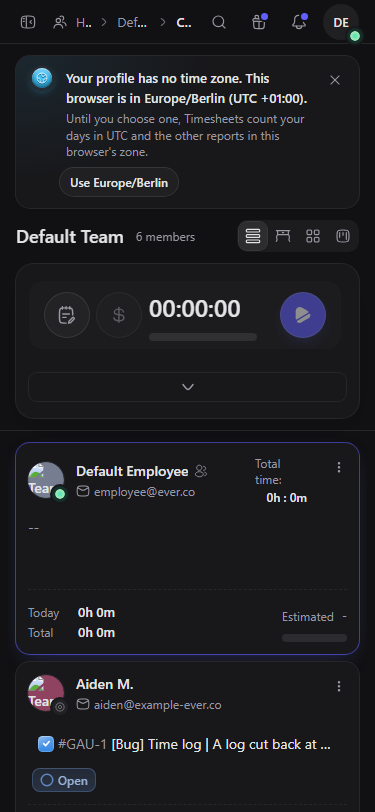 H..
Def...
C..
DE
Your profile has no time zone. This
browser is in Europe/Berlin (UTC +01:00).
Until you choose one, Timesheets count your
days in UTC and the other reports in this
browser's zone.
Use Europe/Berlin
Default Team 6 members
00:00:00
Default Employee
employee@ever.co
Total
time:
0h : 0m
--
Today 0h 0m
Total 0h 0m
Estimated -
Aiden M.
aiden@example-ever.co
#GAU-1 [Bug] Time log | A log cut back at ...
Open